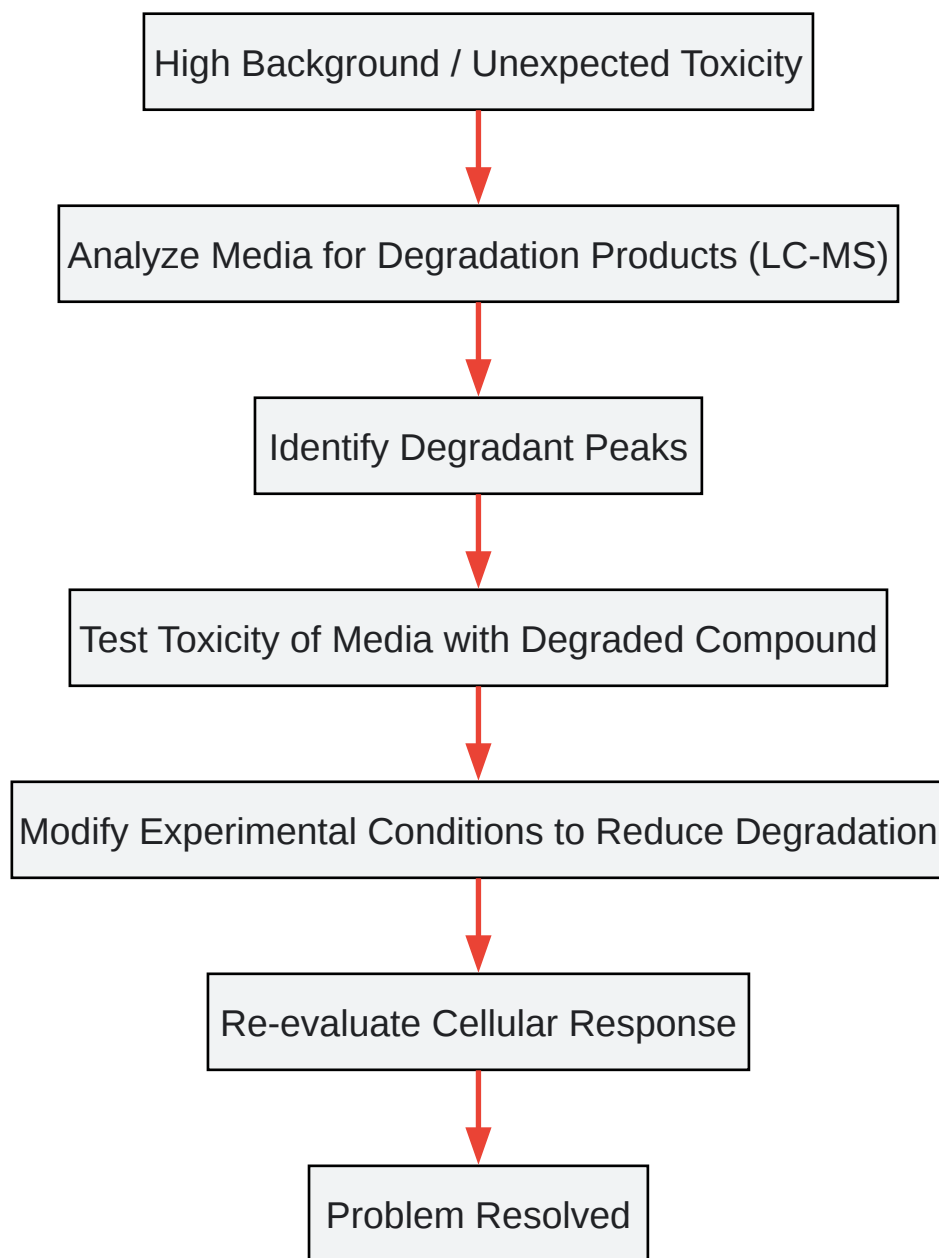 High Background / Unexpected Toxicity
Analyze Media for Degradation Products (LC-MS)
Identify Degradant Peaks
Test Toxicity of Media with Degraded Compound
Modify Experimental Conditions to Reduce Degradation
Re-evaluate Cellular Response
Problem Resolved